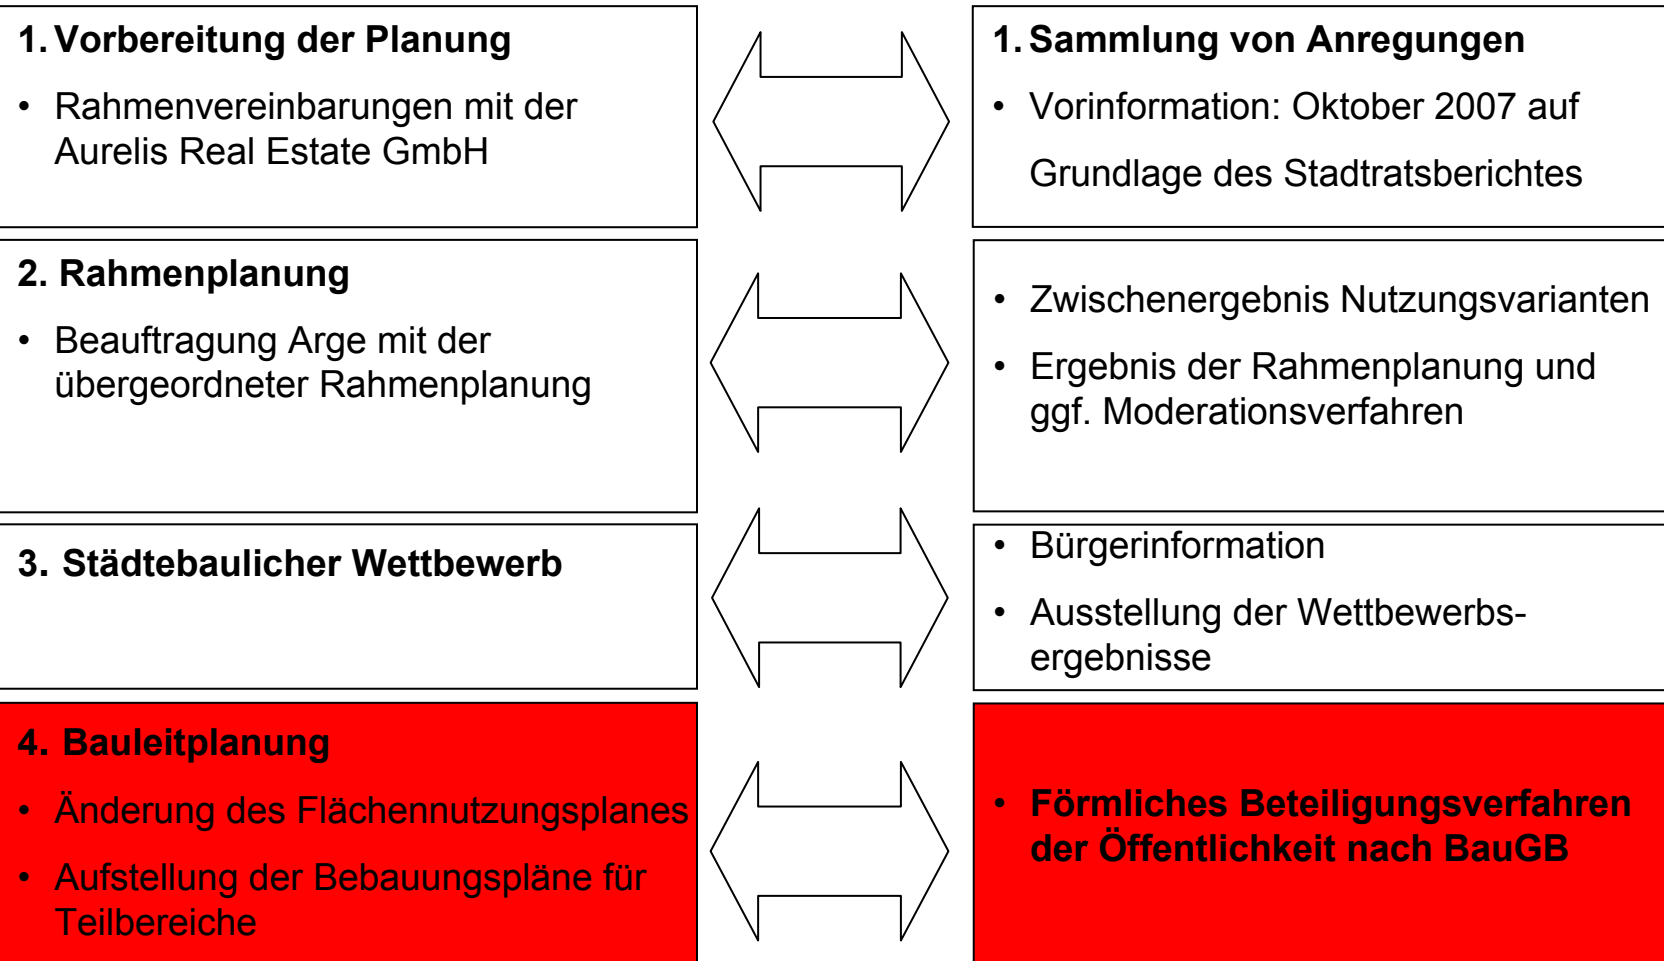 1. Vorbereitung der Planung
• Rahmenvereinbarungen mit der
Aurelis Real Estate GmbH
1. Sammlung von Anregungen
• Vorinformation: Oktober 2007 auf
Grundlage des Stadtratsberichtes
2. Rahmenplanung
• Beauftragung Arge mit der
übergeordneter Rahmenplanung
• Zwischenergebnis Nutzungsvarianten
• Ergebnis der Rahmenplanung und
ggf. Moderationsverfahren
3. Städtebaulicher Wettbewerb
• Bürgerinformation
• Ausstellung der Wettbewerbs-
ergebnisse
4. Bauleitplanung
• Änderung des Flächennutzungsplanes
• Aufstellung der Bebauungspläne für
Teilbereiche
• Förmliches Beteiligungsverfahren
der Öffentlichkeit nach BauGB